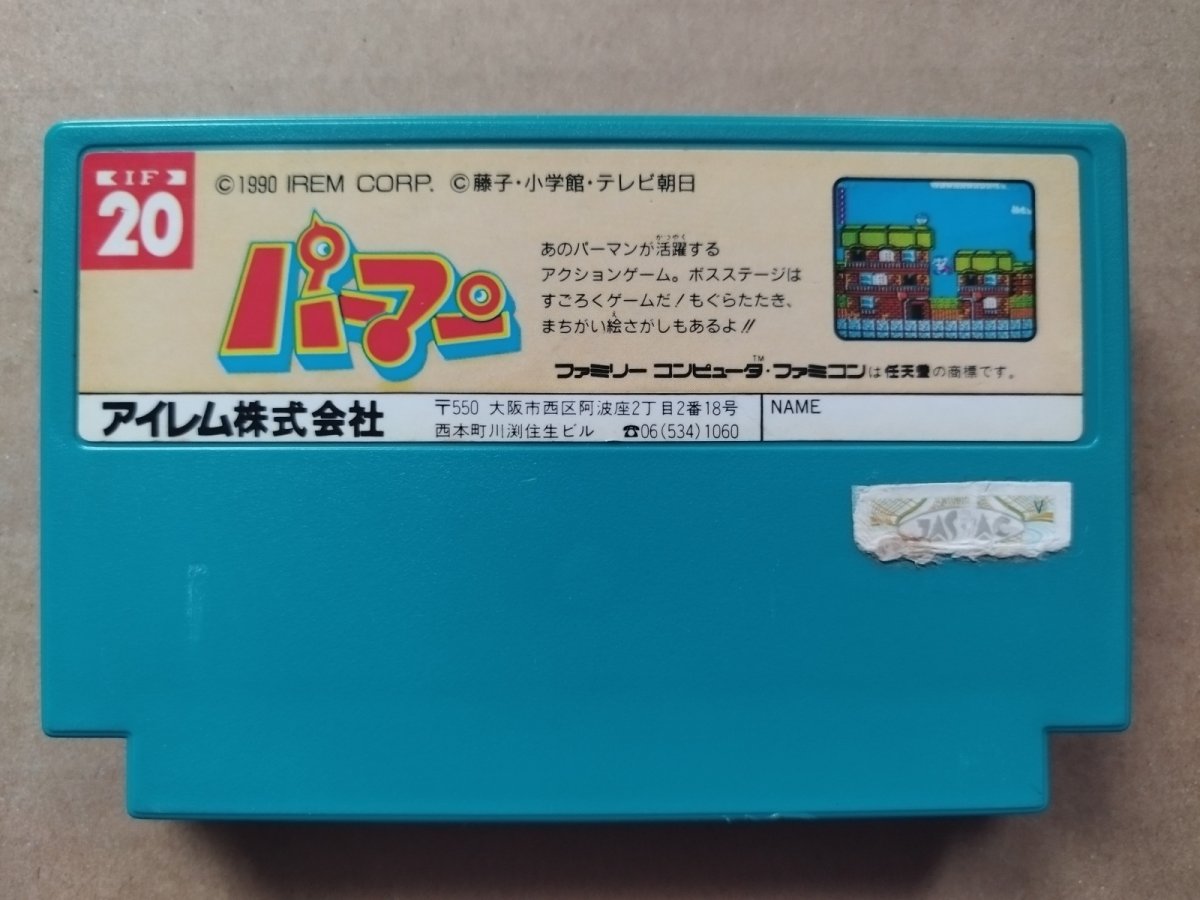 IF
20
©1990 IREM CORP. ©藤子・小学館・テレビ朝日
パーマン
かつやく
あのパーマンが活躍する
アクションゲーム。ボスステージは
すごろくゲームだ!もぐらたたき、
え
まちがい絵さがしもあるよ!!
ファミリーコンピュータ™・ファミコンは任天堂の商標です。
アイレム株式会社
〒550 大阪市西区阿波座2丁目2番18号
西本町川渕住生ビル ☎06(534)1060
NAME
JASRAC
V